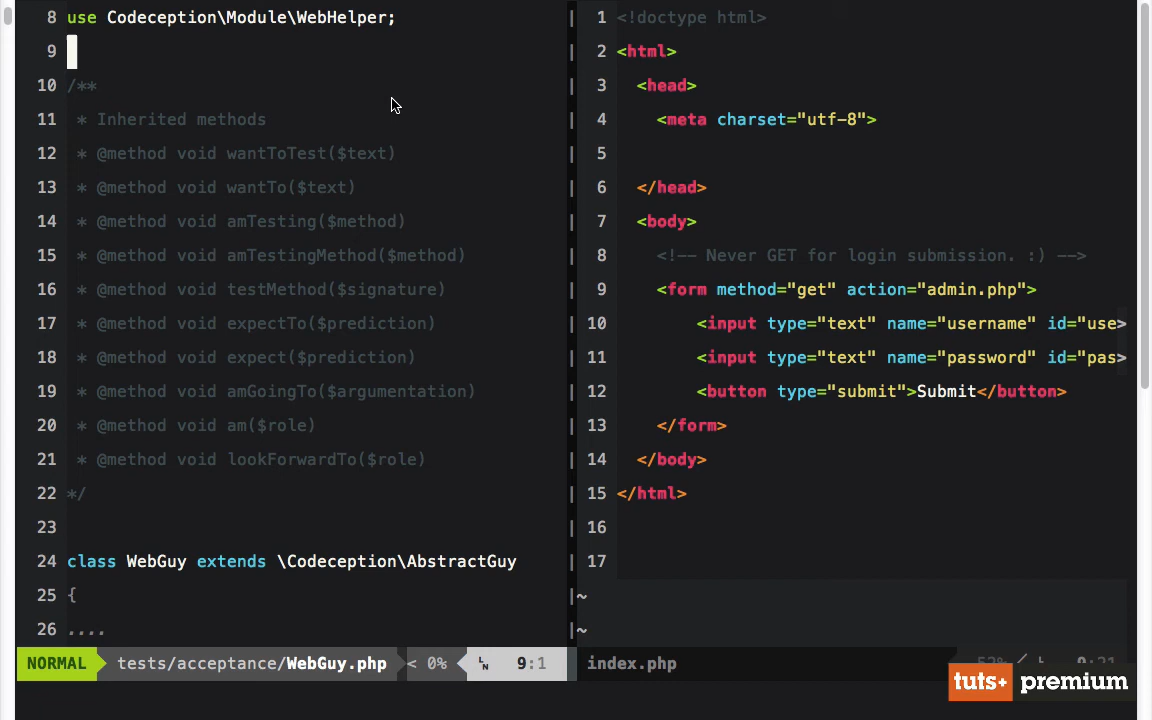 8 use Codeception\Module\WebHelper;
9
10 /**
11 * Inherited methods
12 * @method void wantToTest($text)
13 * @method void wantTo($text)
14 * @method void amTesting($method)
15 * @method void amTestingMethod($method)
16 * @method void testMethod($signature)
17 * @method void expectTo($prediction)
18 * @method void expect($prediction)
19 * @method void amGoingTo($argumentation)
20 * @method void am($role)
21 * @method void lookForwardTo($role)
22 */
23
24 class WebGuy extends \Codeception\AbstractGuy
25 {
26 ....
NORMAL tests/acceptance/WebGuy.php < 0% LN 9:1
1 <!doctype html>
2 <html>
3 <head>
4 <meta charset="utf-8">
5
6 </head>
7 <body>
8 <!-- Never GET for login submission. :) -->
9 <form method="get" action="admin.php">
10 <input type="text" name="username" id="use>
11 <input type="text" name="password" id="pas>
12 <button type="submit">Submit</button>
13 </form>
14 </body>
15 </html>
16
17
~
~
index.php
tuts+ premium